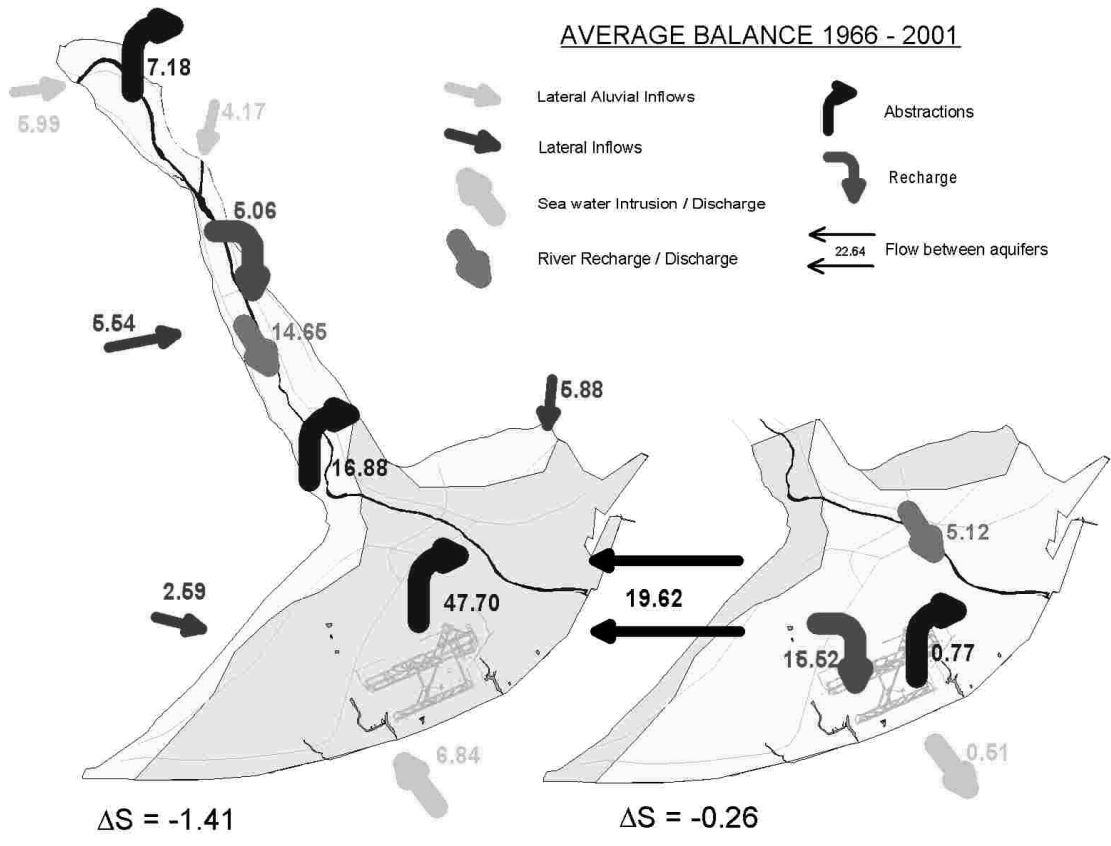 AVERAGE BALANCE 1966 - 2001
7.18
5.99
4.17
Lateral Aluvial Inflows
Lateral Inflows
Sea water Intrusion / Discharge
River Recharge / Discharge
Abstractions
Recharge
22.64
Flow between aquifers
5.06
5.54
14.65
5.88
16.88
5.12
2.59
47.70
19.62
15.52
0.77
6.84
0.51
ΔS = -1.41
ΔS = -0.26